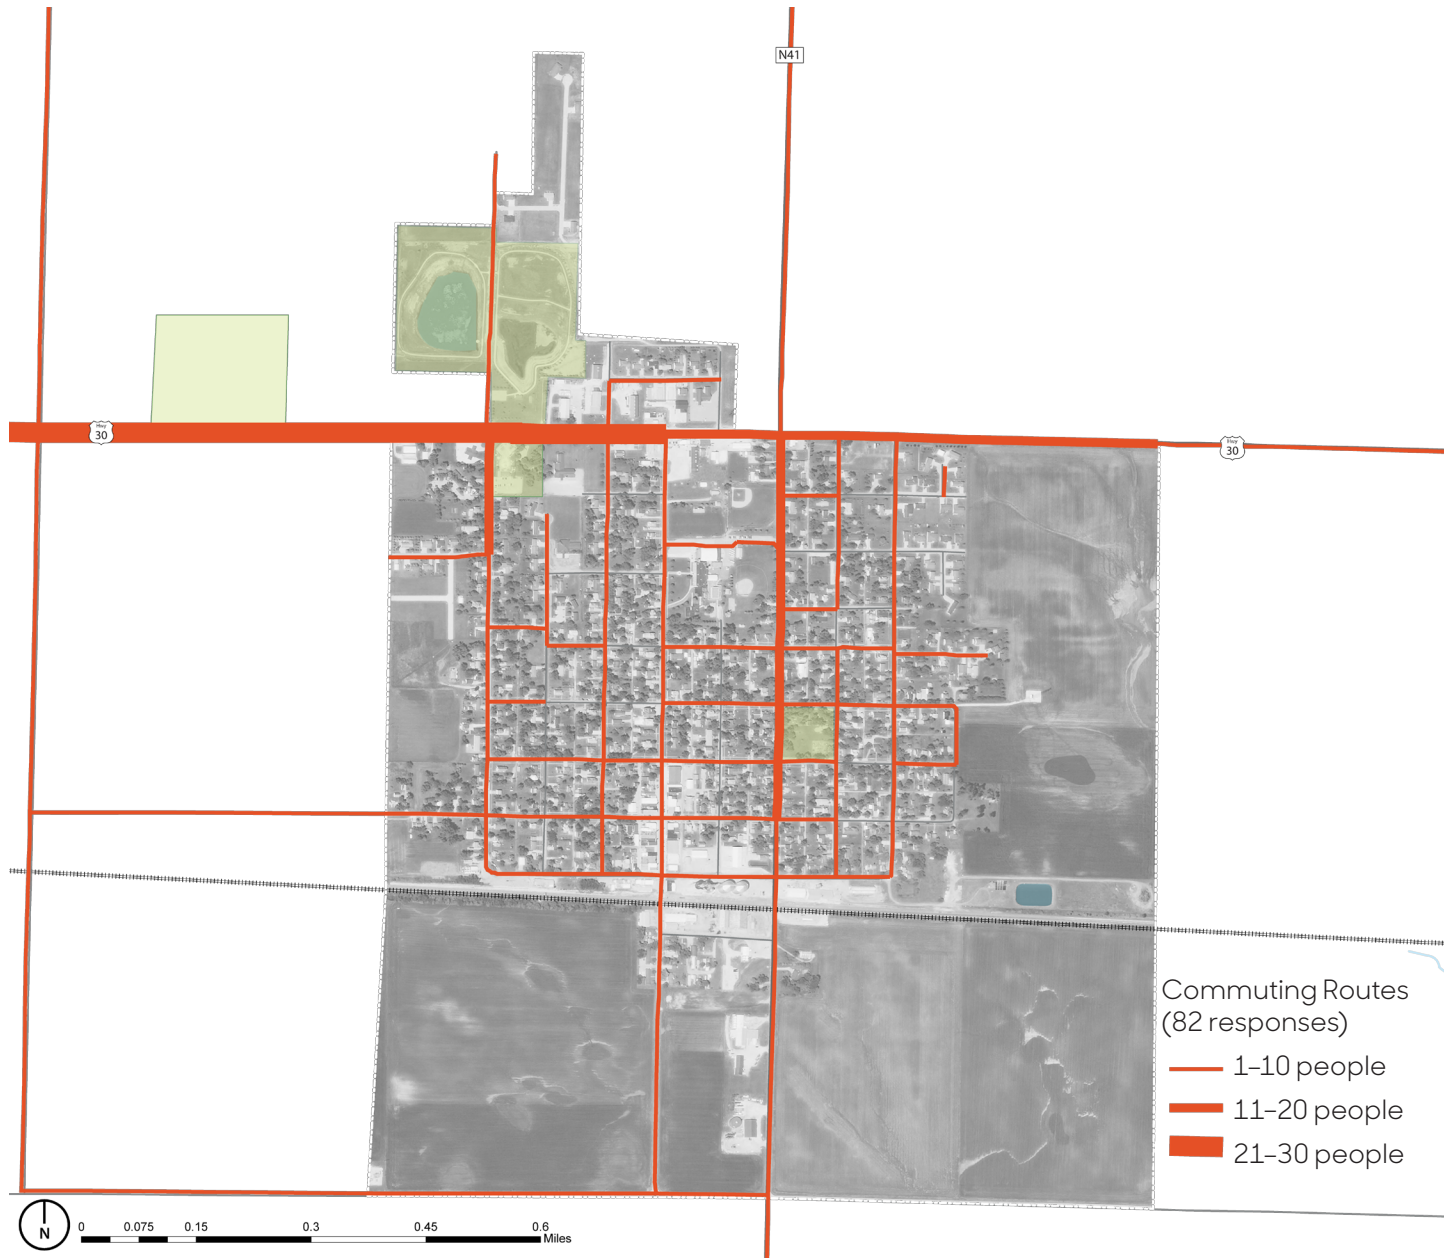 N41
Hwy
30
Hwy
30
Commuting Routes
(82 responses)
1–10 people
11–20 people
21–30 people
N
0 0.075 0.15 0.3 0.45 0.6
Miles